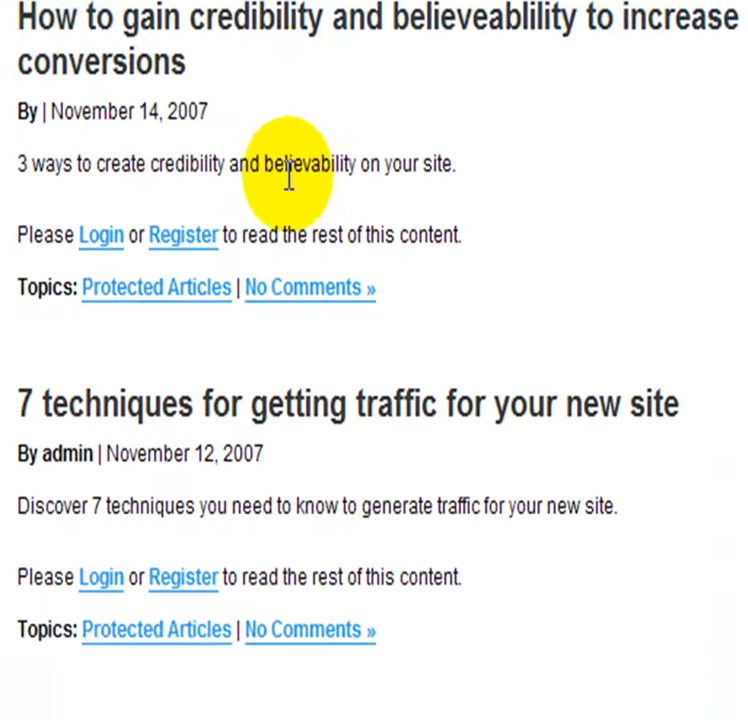 How to gain credibility and believeablility to increase
conversions
By | November 14, 2007
3 ways to create credibility and believability on your site.
Please Login or Register to read the rest of this content.
Topics: Protected Articles | No Comments »
7 techniques for getting traffic for your new site
By admin | November 12, 2007
Discover 7 techniques you need to know to generate traffic for your new site.
Please Login or Register to read the rest of this content.
Topics: Protected Articles | No Comments »